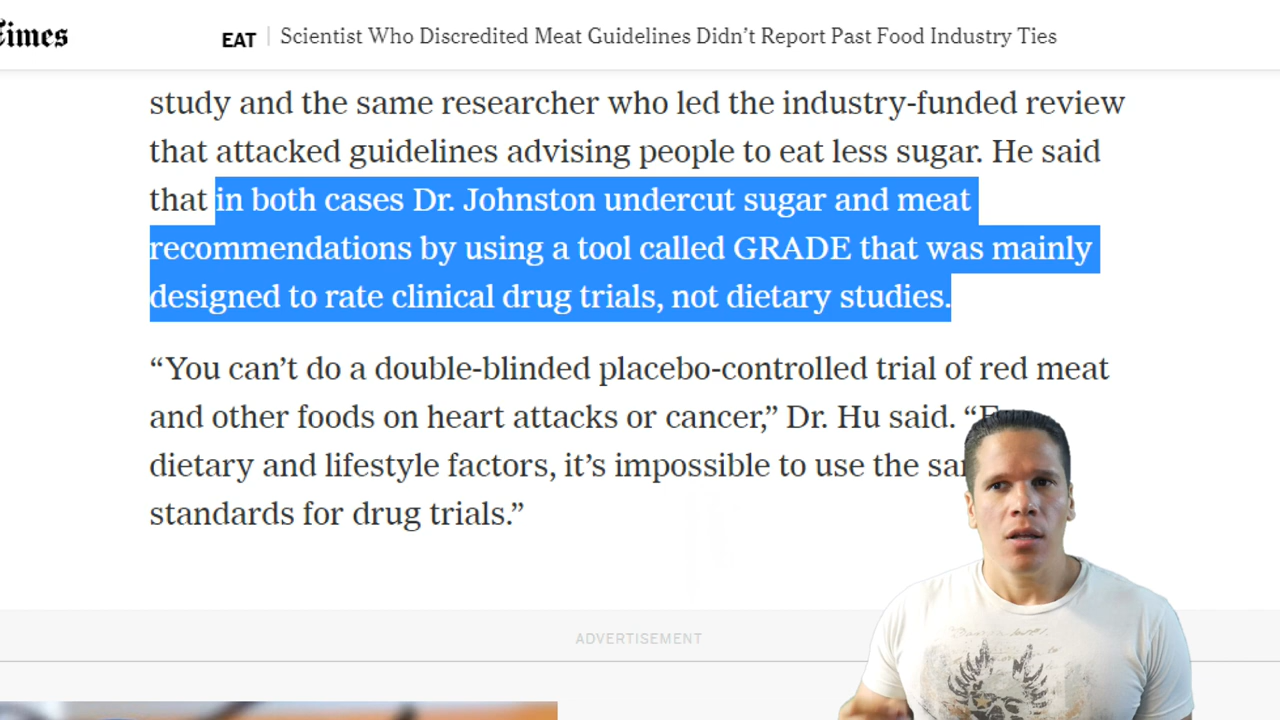 Times
EAT | Scientist Who Discredited Meat Guidelines Didn’t Report Past Food Industry Ties
study and the same researcher who led the industry-funded review
that attacked guidelines advising people to eat less sugar. He said
that in both cases Dr. Johnston undercut sugar and meat
recommendations by using a tool called GRADE that was mainly
designed to rate clinical drug trials, not dietary studies.
“You can’t do a double-blinded placebo-controlled trial of red meat
and other foods on heart attacks or cancer,” Dr. Hu said.
dietary and lifestyle factors, it’s impossible to use the
standards for drug trials.”
ADVERTISEMENT